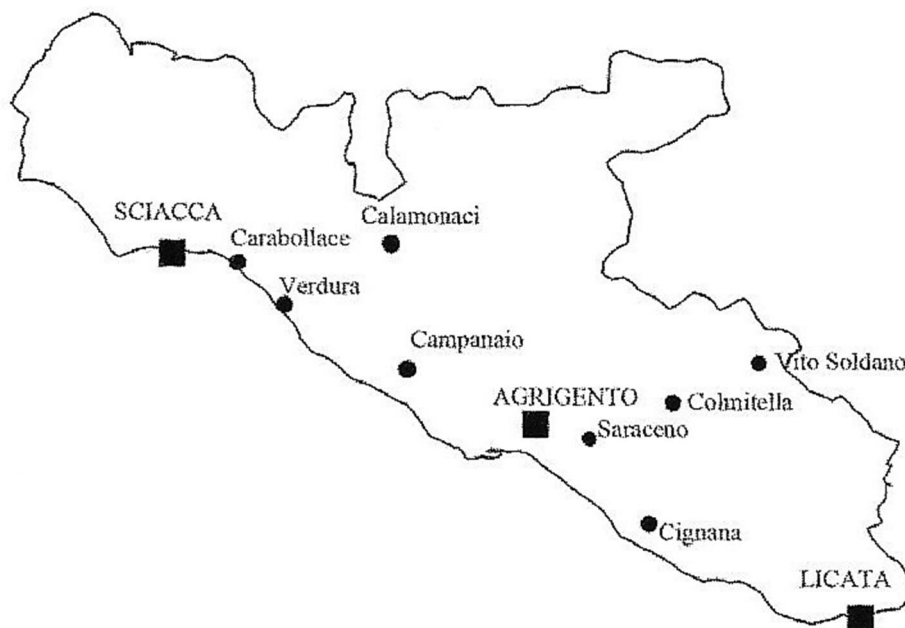 SCIACCA
Calamonaci
Carabollace
Verdura
Campanaio
Vito Soldano
AGRIGENTO
Colmitella
Saraceno
Cignana
LICATA